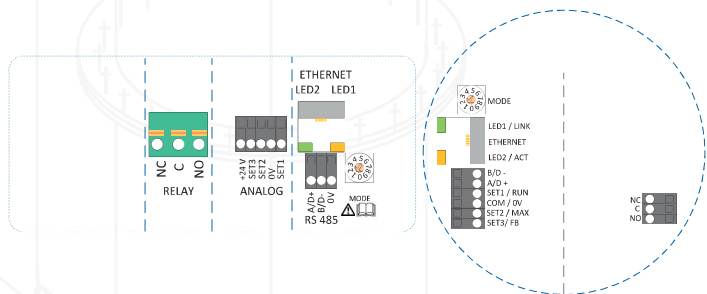 ETHERNET
LED2 LED1
NC
C
NO
RELAY
+24 V
SET3
SET2
0V
SET1
ANALOG
A/D+
B/D-
0V
RS 485
MODE
MODE
LED1 / LINK
ETHERNET
LED2 / ACT
B/D -
A/D +
SET1 / RUN
COM / 0V
SET2 / MAX
SET3/ FB
NC
C
NO